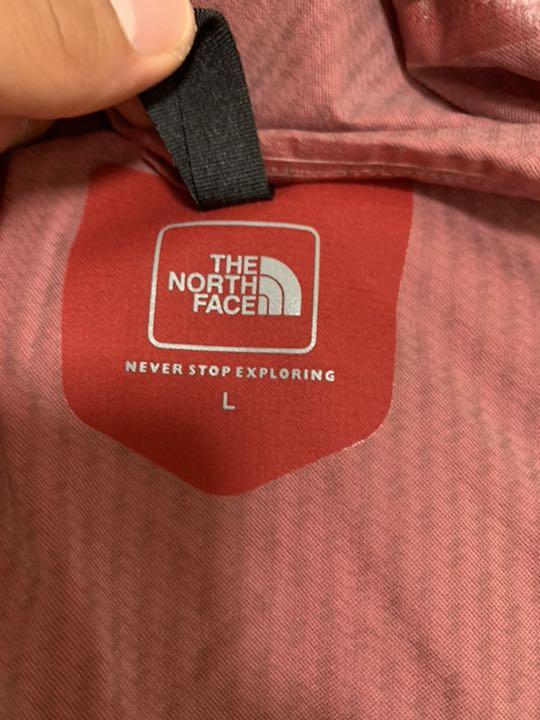 THE
NORTH
FACE
NEVER STOP EXPLORING
L